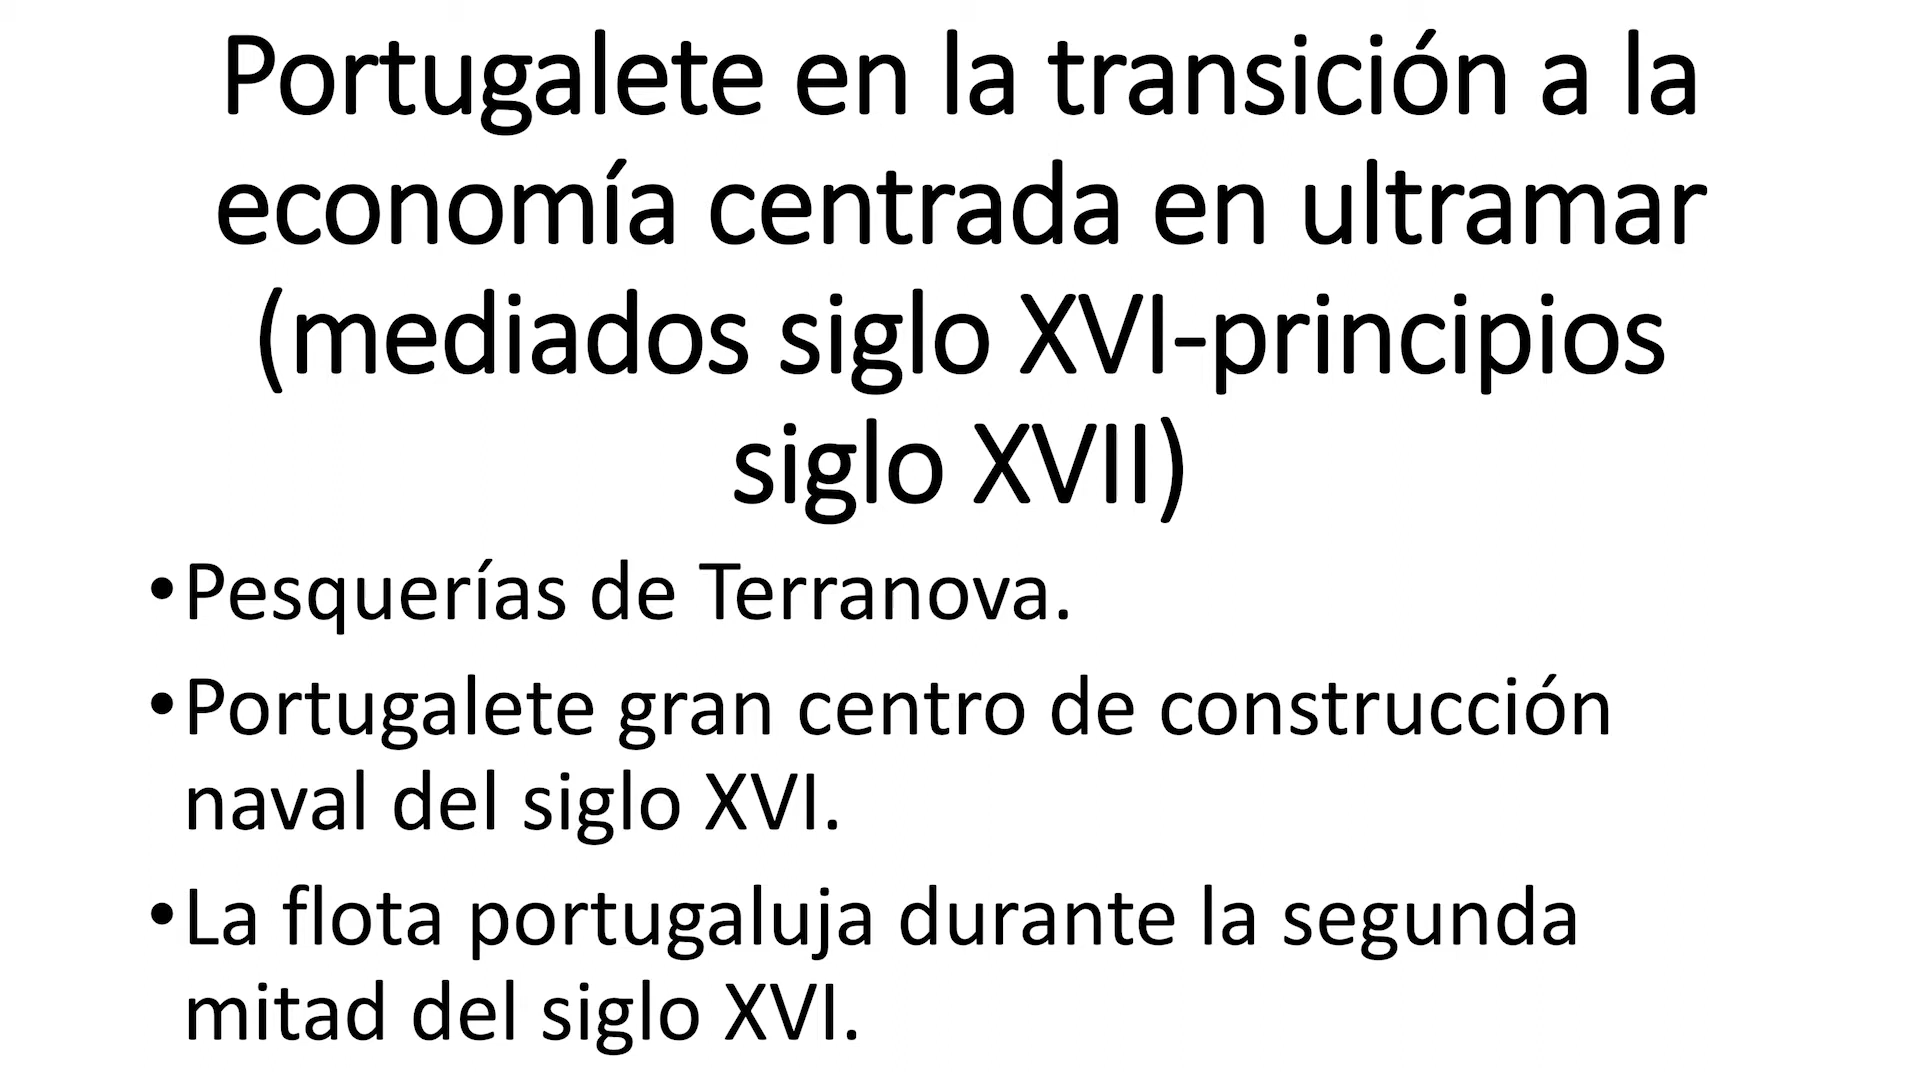 Portugalete en la transición a la
economía centrada en ultramar
(mediados siglo XVI-principios
siglo XVII)
•Pesquerías de Terranova.
•Portugalete gran centro de construcción
naval del siglo XVI.
•La flota portugaluja durante la segunda
mitad del siglo XVI.